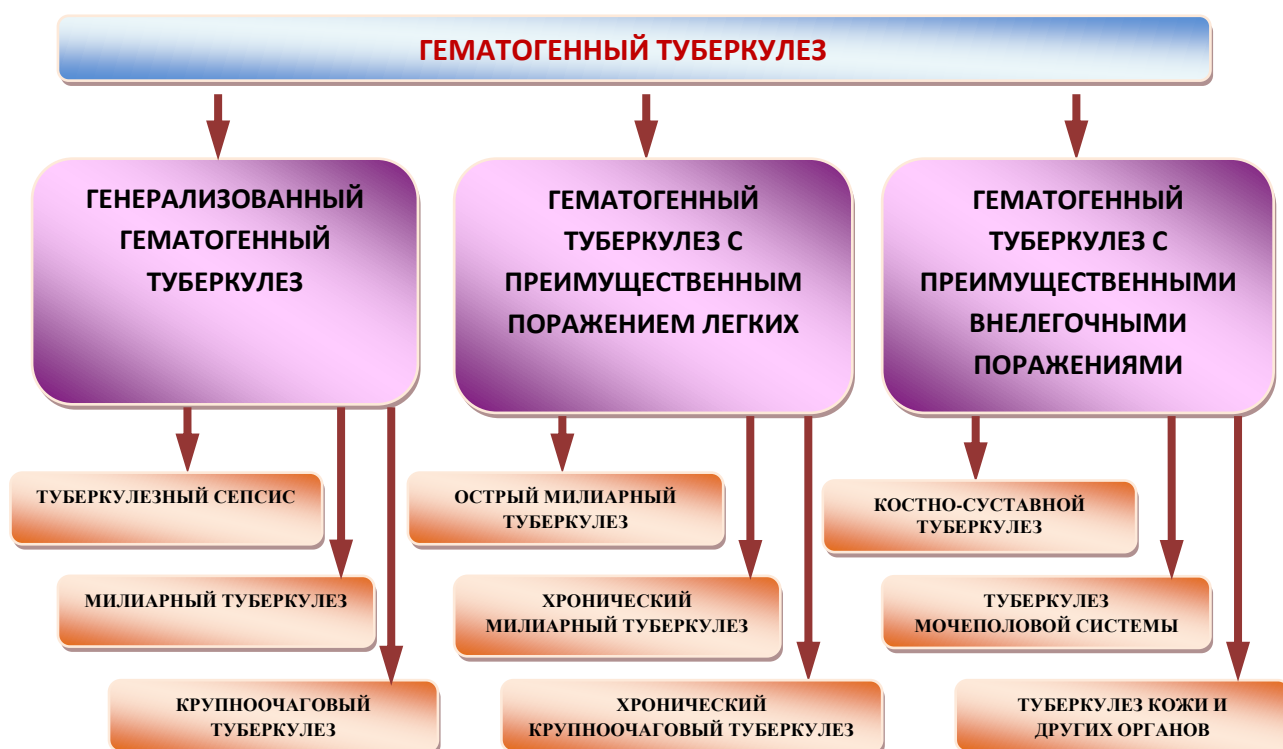 ГЕМАТОГЕННЫЙ ТУБЕРКУЛЕЗ
ГЕНЕРАЛИЗОВАННЫЙ
ГЕМАТОГЕННЫЙ
ТУБЕРКУЛЕЗ
ГЕМАТОГЕННЫЙ
ТУБЕРКУЛЕЗ С
ПРЕИМУЩЕСТВЕННЫМ
ПОРАЖЕНИЕМ ЛЕГКИХ
ГЕМАТОГЕННЫЙ
ТУБЕРКУЛЕЗ С
ПРЕИМУЩЕСТВЕННЫМИ
ВНЕЛЕГОЧНЫМИ
ПОРАЖЕНИЯМИ
ТУБЕРКУЛЕЗНЫЙ СЕПСИС
ОСТРЫЙ МИЛИАРНЫЙ
ТУБЕРКУЛЕЗ
КОСТНО-СУСТАВНОЙ
ТУБЕРКУЛЕЗ
МИЛИАРНЫЙ ТУБЕРКУЛЕЗ
ХРОНИЧЕСКИЙ
МИЛИАРНЫЙ ТУБЕРКУЛЕЗ
ТУБЕРКУЛЕЗ
МОЧЕПОЛОВОЙ СИСТЕМЫ
КРУПНООЧАГОВЫЙ
ТУБЕРКУЛЕЗ
ХРОНИЧЕСКИЙ
КРУПНООЧАГОВЫЙ ТУБЕРКУЛЕЗ
ТУБЕРКУЛЕЗ КОЖИ И
ДРУГИХ ОРГАНОВ